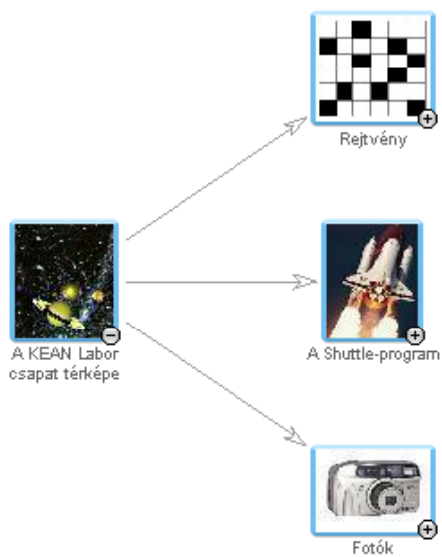 Rejtvény
A KEAN Labor
csapat térképe
A Shuttle-program
Fotók